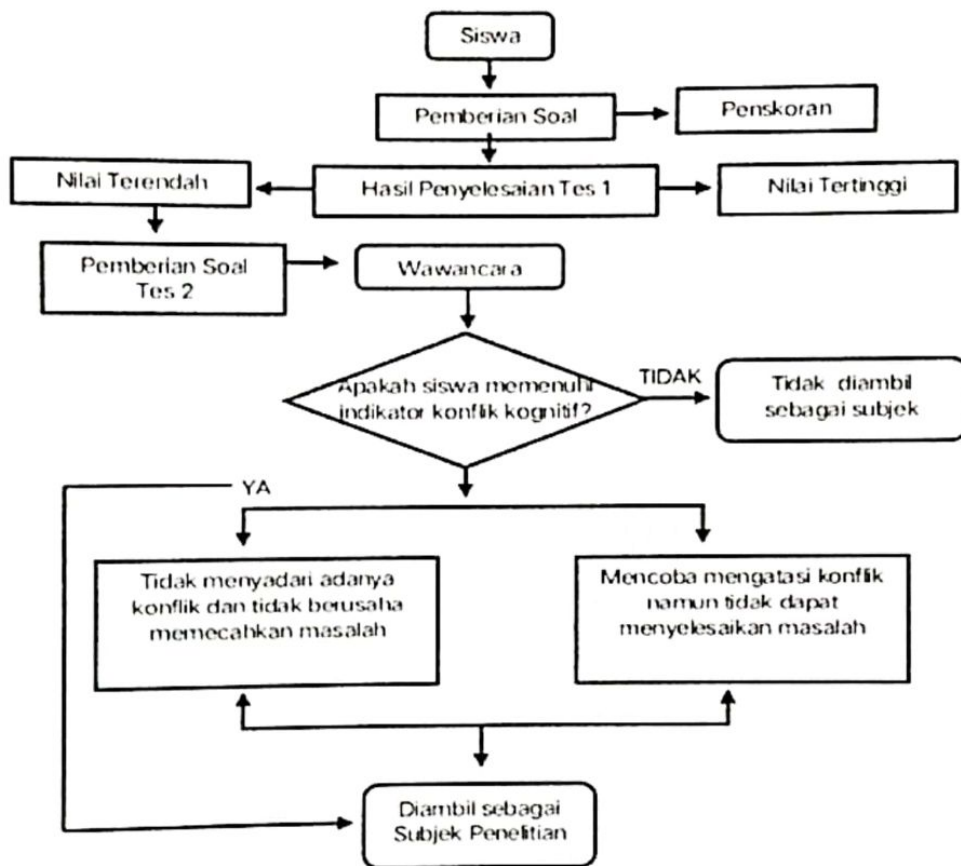 Siswa
Pemberian Soal
Penskoran
Nilai Terendah
Hasil Penyelesaian Tes 1
Nilai Tertinggi
Pemberian Soal
Tes 2
Wawancara
Apakah siswa memenuhi
indikator konflik kognitif?
TIDAK
Tidak diambil
sebagai subjek
YA
Tidak menyadari adanya
konflik dan tidak berusaha
memecahkan masalah
Mencoba mengatasi konflik
namun tidak dapat
menyelesaikan masalah
Diambil sebagai
Subjek Penelitian